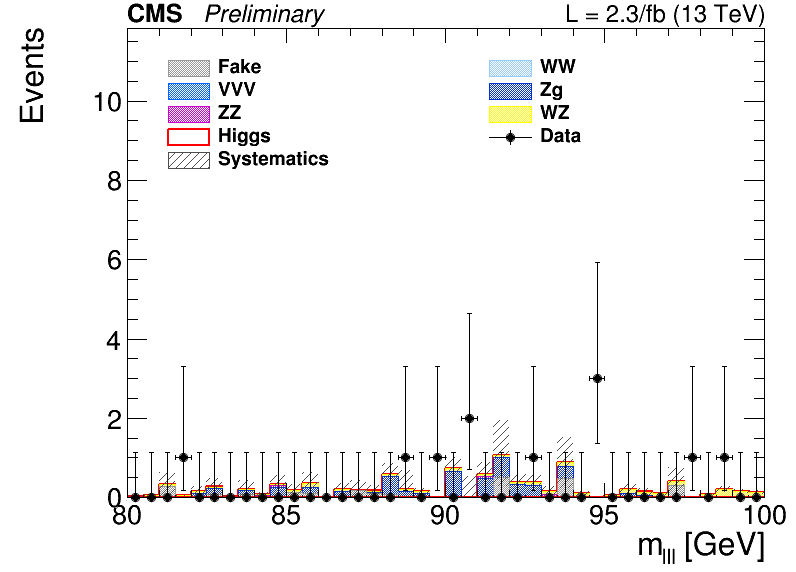 CMS Preliminary L = 2.3/fb (13 TeV)
Events
Fake WW
VVV Zg
ZZ WZ
Higgs Data
Systematics
10
8
6
4
2
0
80 85 90 95 100
m_lll [GeV]